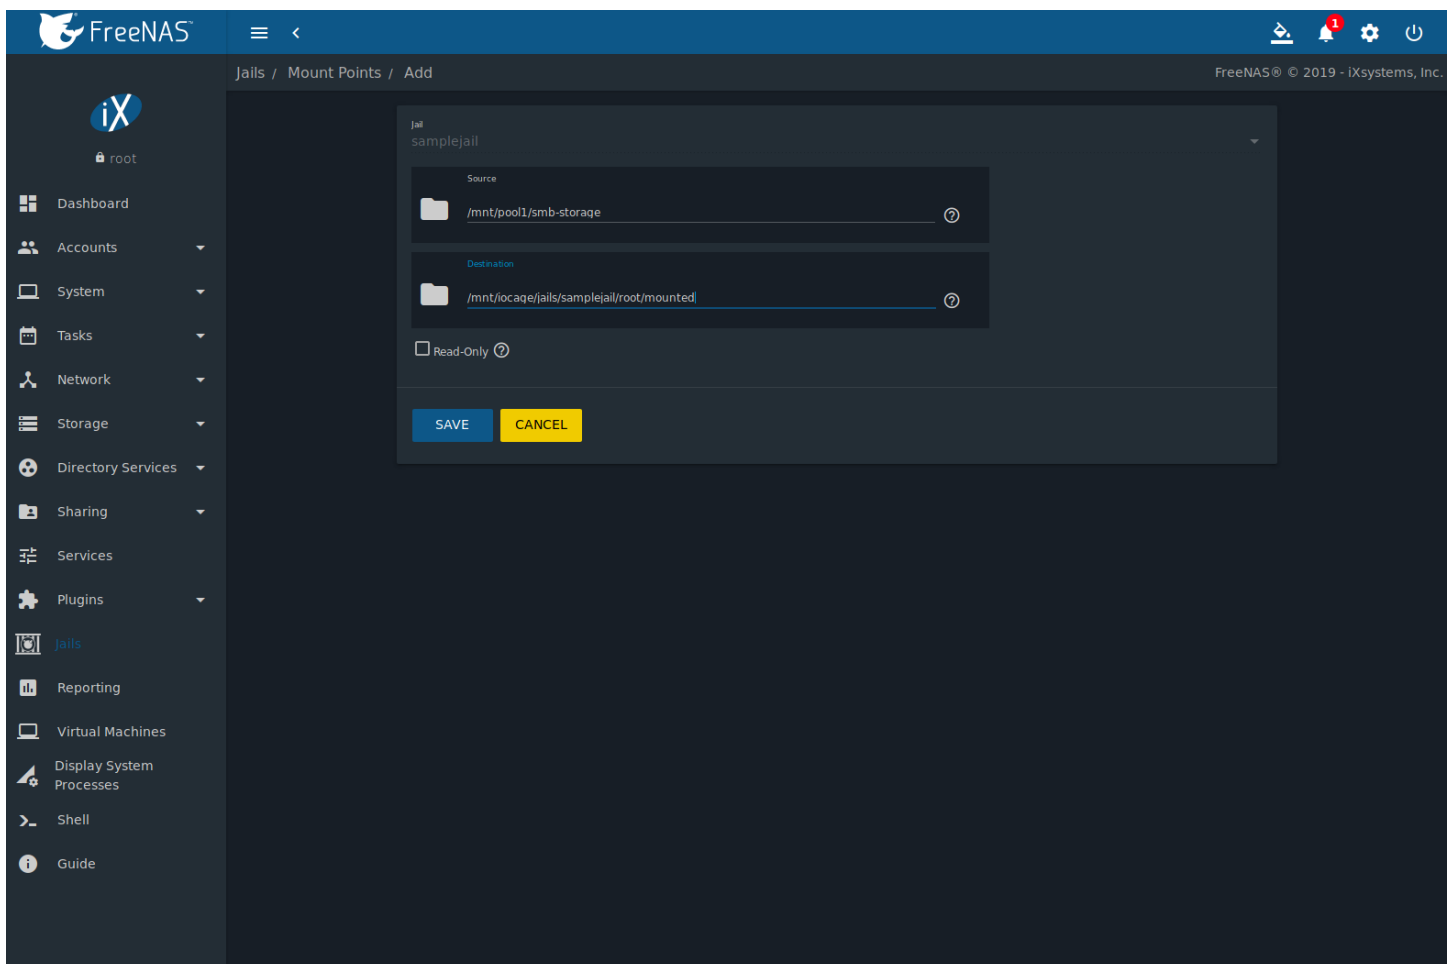 FreeNAS™
1
Jails / Mount Points / Add
FreeNAS® © 2019 - iXsystems, Inc.
iX
root
Dashboard
Accounts
System
Tasks
Network
Storage
Directory Services
Sharing
Services
Plugins
Jails
Reporting
Virtual Machines
Display System
Processes
Shell
Guide
Jail
samplejail
Source
/mnt/pool1/smb-storage
Destination
/mnt/iocage/jails/samplejail/root/mounted
Read-Only
SAVE CANCEL